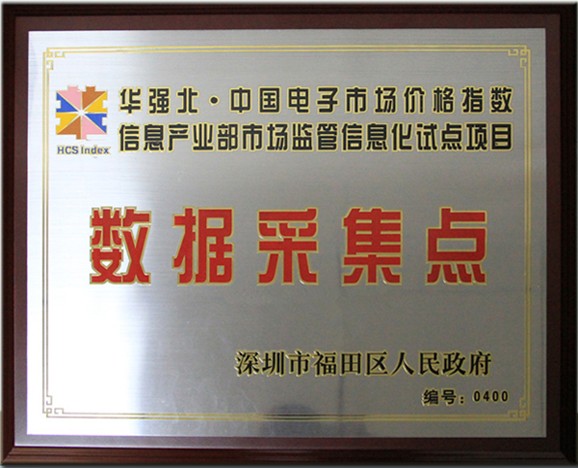 华强北·中国电子市场价格指数
信息产业部市场监管信息化试点项目
HCS Index
数据采集点
深圳市福田区人民政府
编号：0400